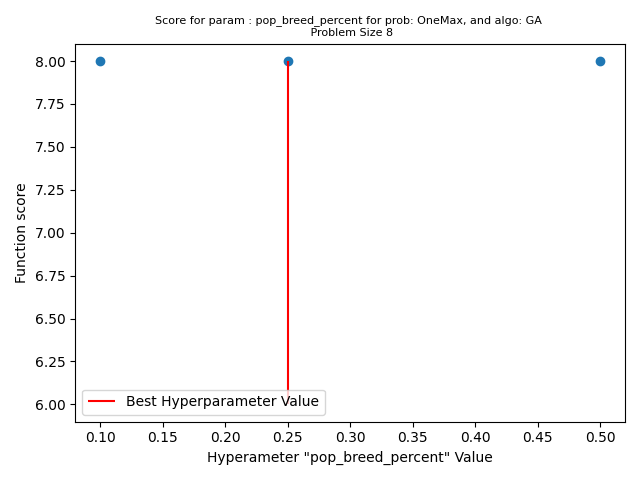 Score for param : pop_breed_percent for prob: OneMax, and algo: GA
Problem Size 8
8.00
7.75
7.50
7.25
7.00
6.75
6.50
6.25
6.00
Function score
Best Hyperparameter Value
0.10 0.15 0.20 0.25 0.30 0.35 0.40 0.45 0.50
Hyperameter "pop_breed_percent" Value